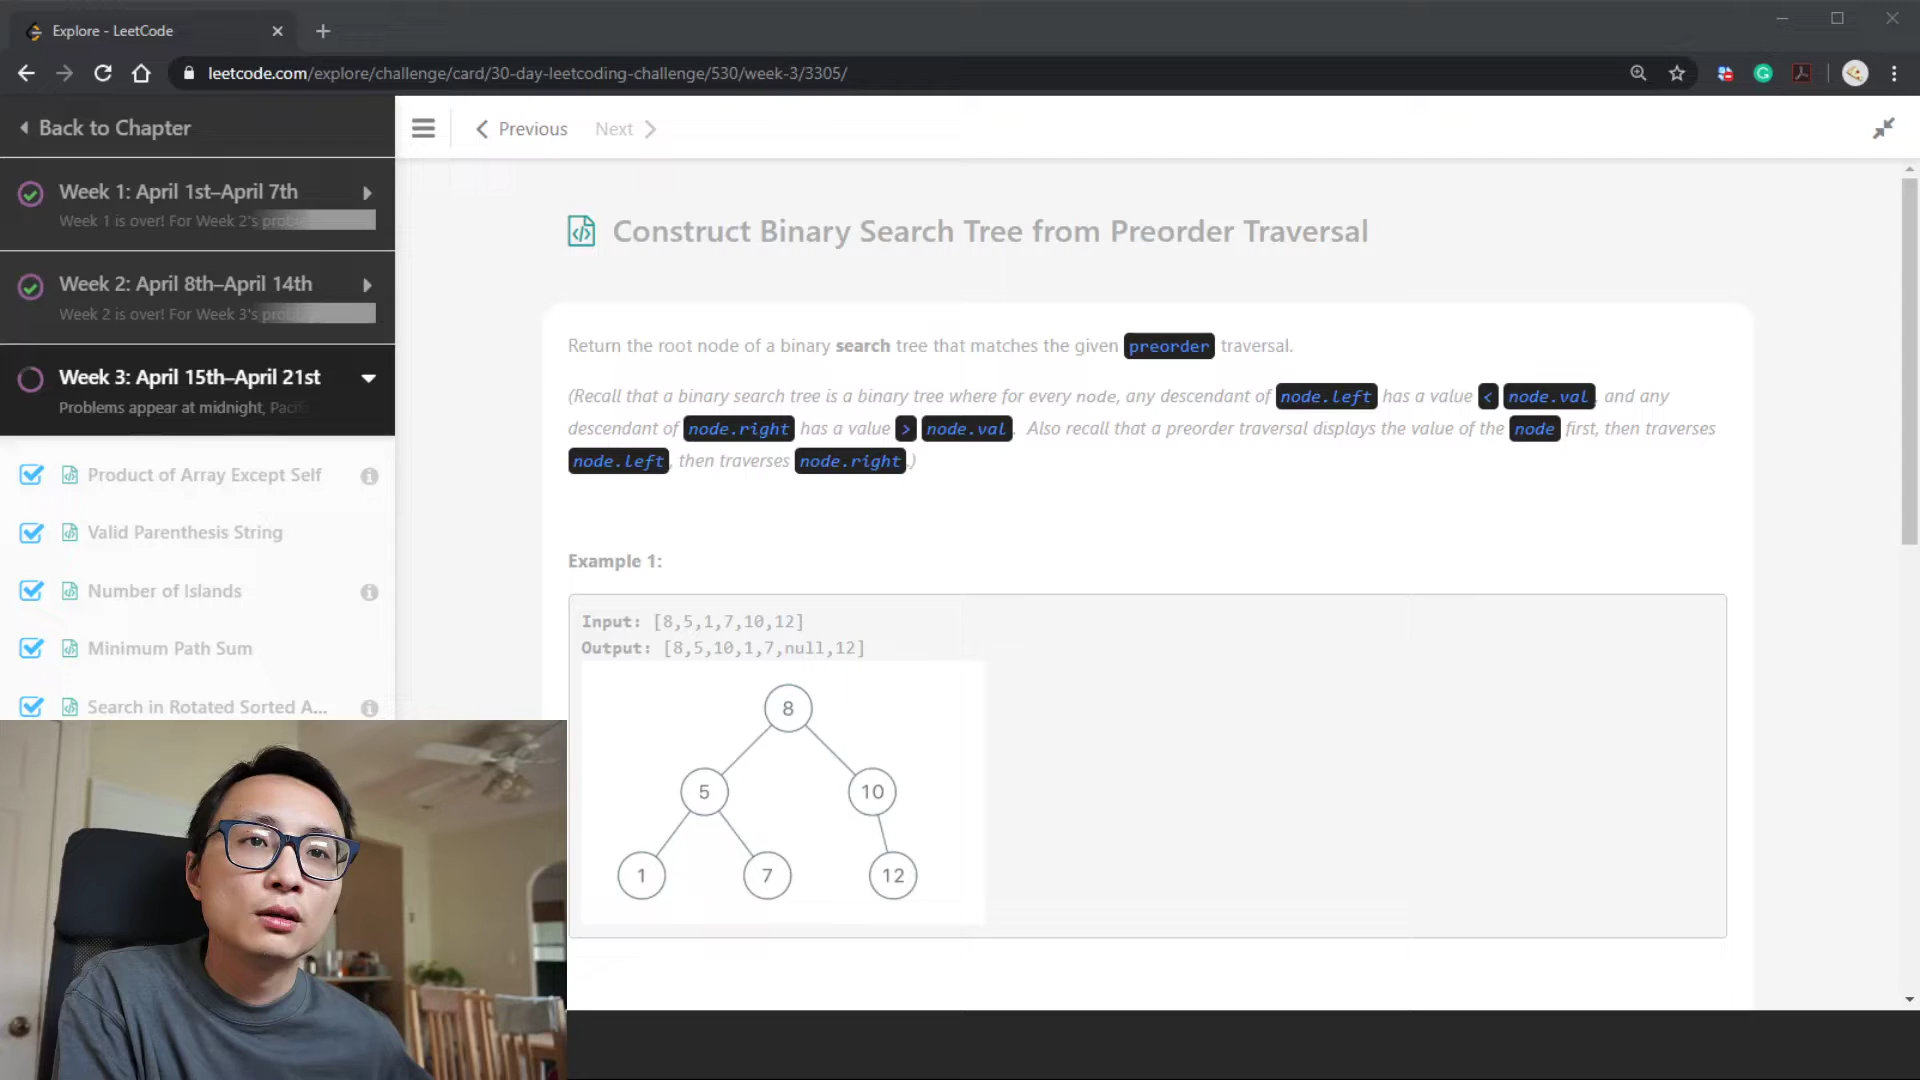 Explore - LeetCode
leetcode.com/explore/challenge/card/30-day-leetcoding-challenge/530/week-3/3305/
Back to Chapter
Previous
Next
Week 1: April 1st–April 7th
Week 1 is over! For Week 2's
Week 2: April 8th–April 14th
Week 2 is over! For Week 3's
Week 3: April 15th–April 21st
Problems appear at midnight,
Product of Array Except Self
Valid Parenthesis String
Number of Islands
Minimum Path Sum
Search in Rotated Sorted A...
Construct Binary Search Tree from Preorder Traversal
Return the root node of a binary search tree that matches the given preorder traversal.
(Recall that a binary search tree is a binary tree where for every node, any descendant of node.left has a value < node.val, and any
descendant of node.right has a value > node.val. Also recall that a preorder traversal displays the value of the node first, then traverses
node.left, then traverses node.right.)
Example 1:
Input: [8,5,1,7,10,12]
Output: [8,5,10,1,7,null,12]
8
5 10
1 7 12